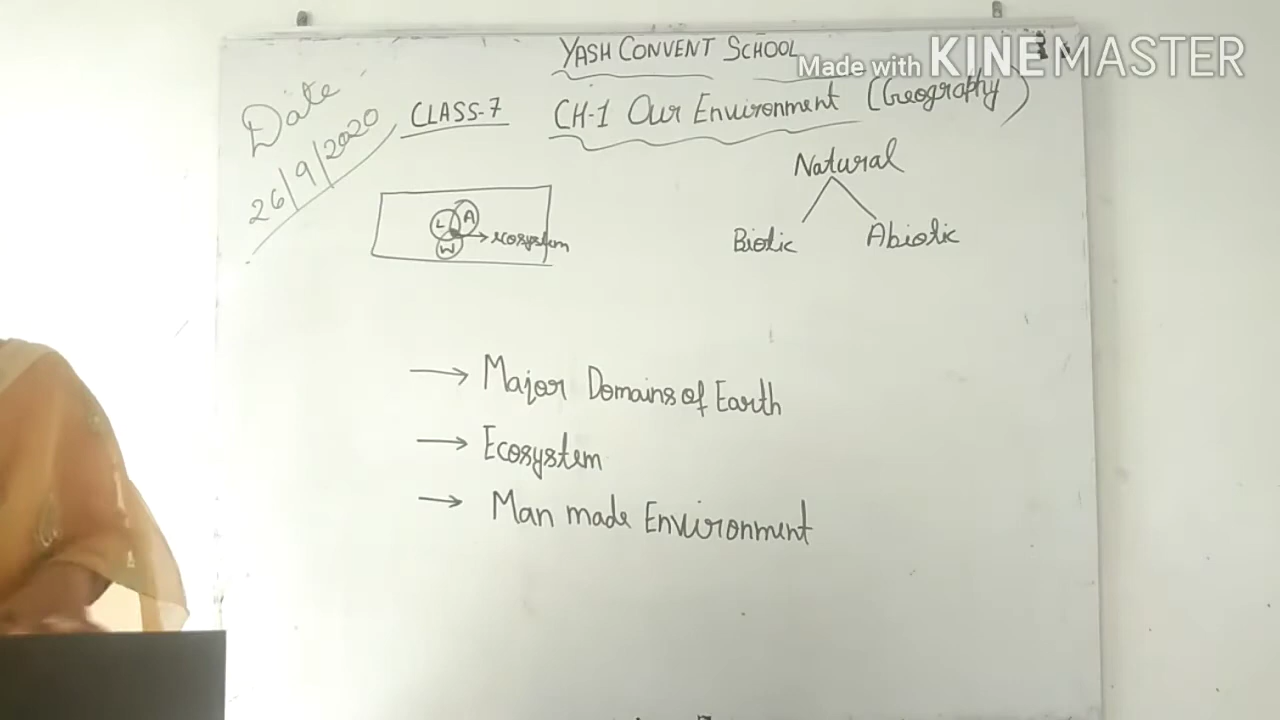 YASH CONVENT SCHOOL
Made with KINEMASTER
Date
26/9/2020
CLASS-7
CH-1 Our Environment (Geography)
Natural
Biotic
Abiotic
L
A
W
ecosystem
→ Major Domains of Earth
→ Ecosystem
→ Man made Environment